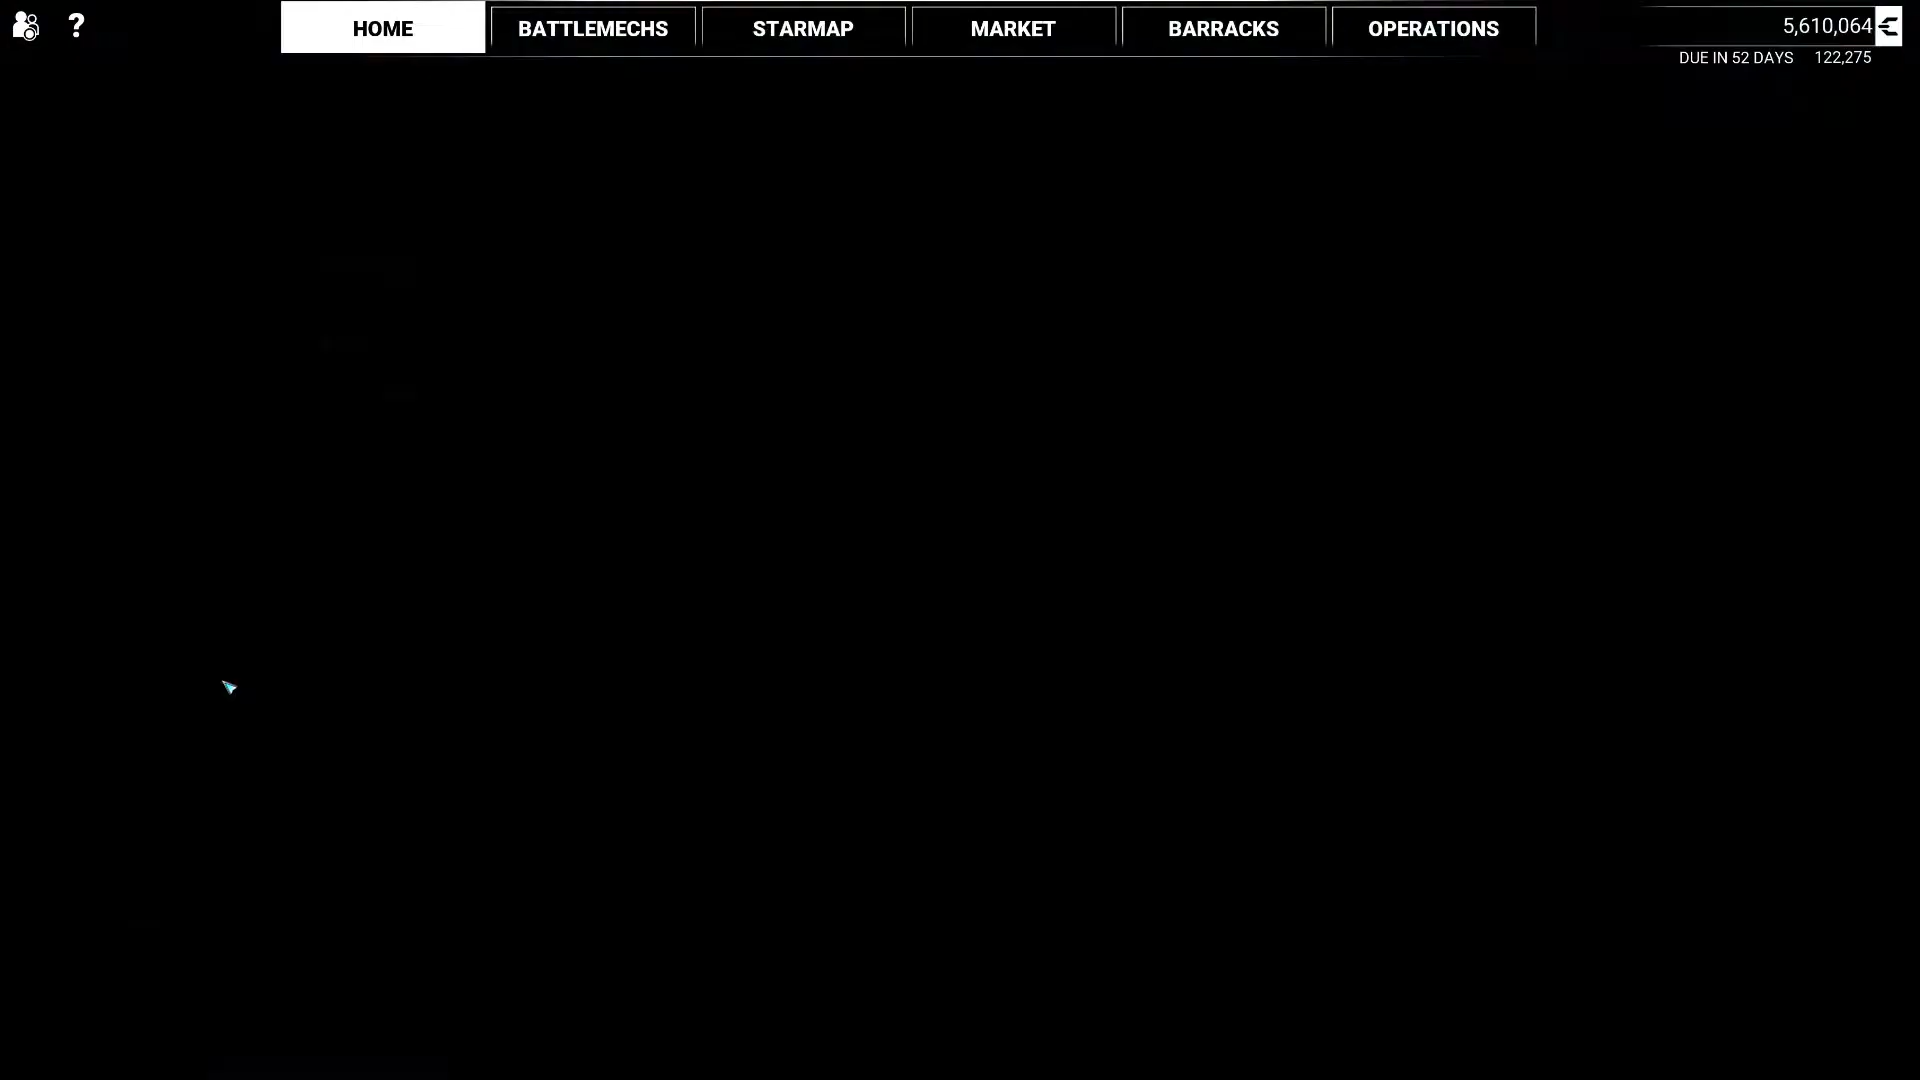 ?
HOME
BATTLEMECHS
STARMAP
MARKET
BARRACKS
OPERATIONS
5,610,064
DUE IN 52 DAYS 122,275